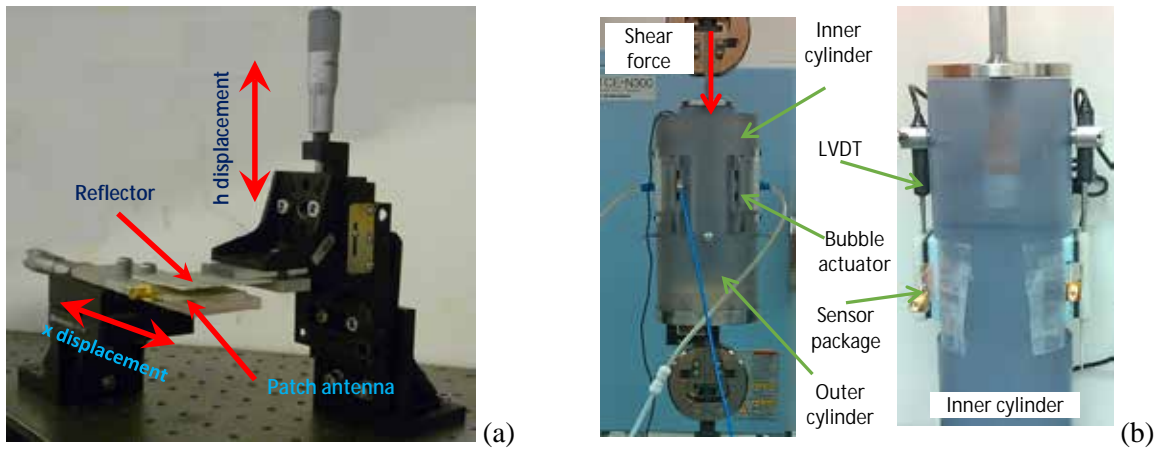 h displacement
Reflector
x displacement
Patch antenna
(a)
Shear
force
Inner
cylinder
LVDT
Bubble
actuator
Sensor
package
Outer
cylinder
Inner cylinder
(b)